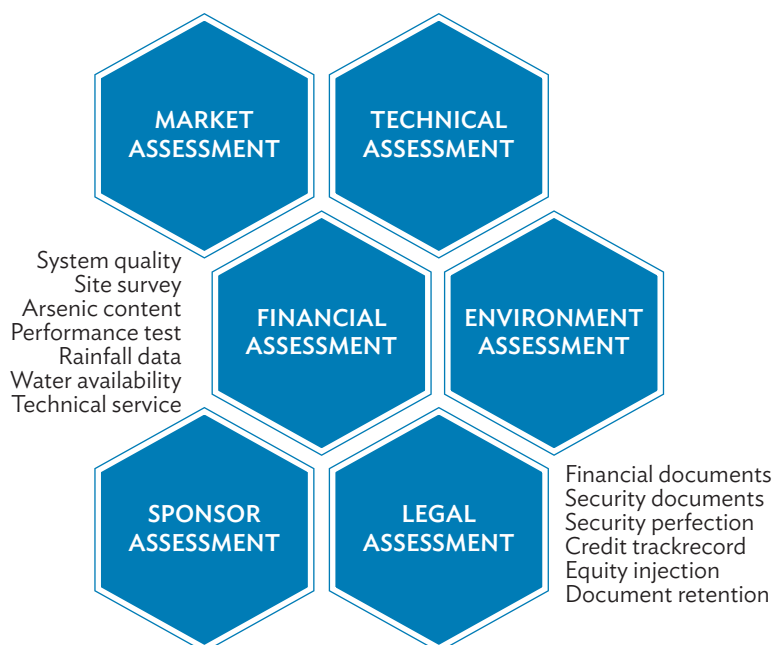 MARKET
ASSESSMENT
TECHNICAL
ASSESSMENT
System quality
Site survey
Arsenic content
Performance test
Rainfall data
Water availability
Technical service
FINANCIAL
ASSESSMENT
ENVIRONMENT
ASSESSMENT
SPONSOR
ASSESSMENT
LEGAL
ASSESSMENT
Financial documents
Security documents
Security perfection
Credit trackrecord
Equity injection
Document retention